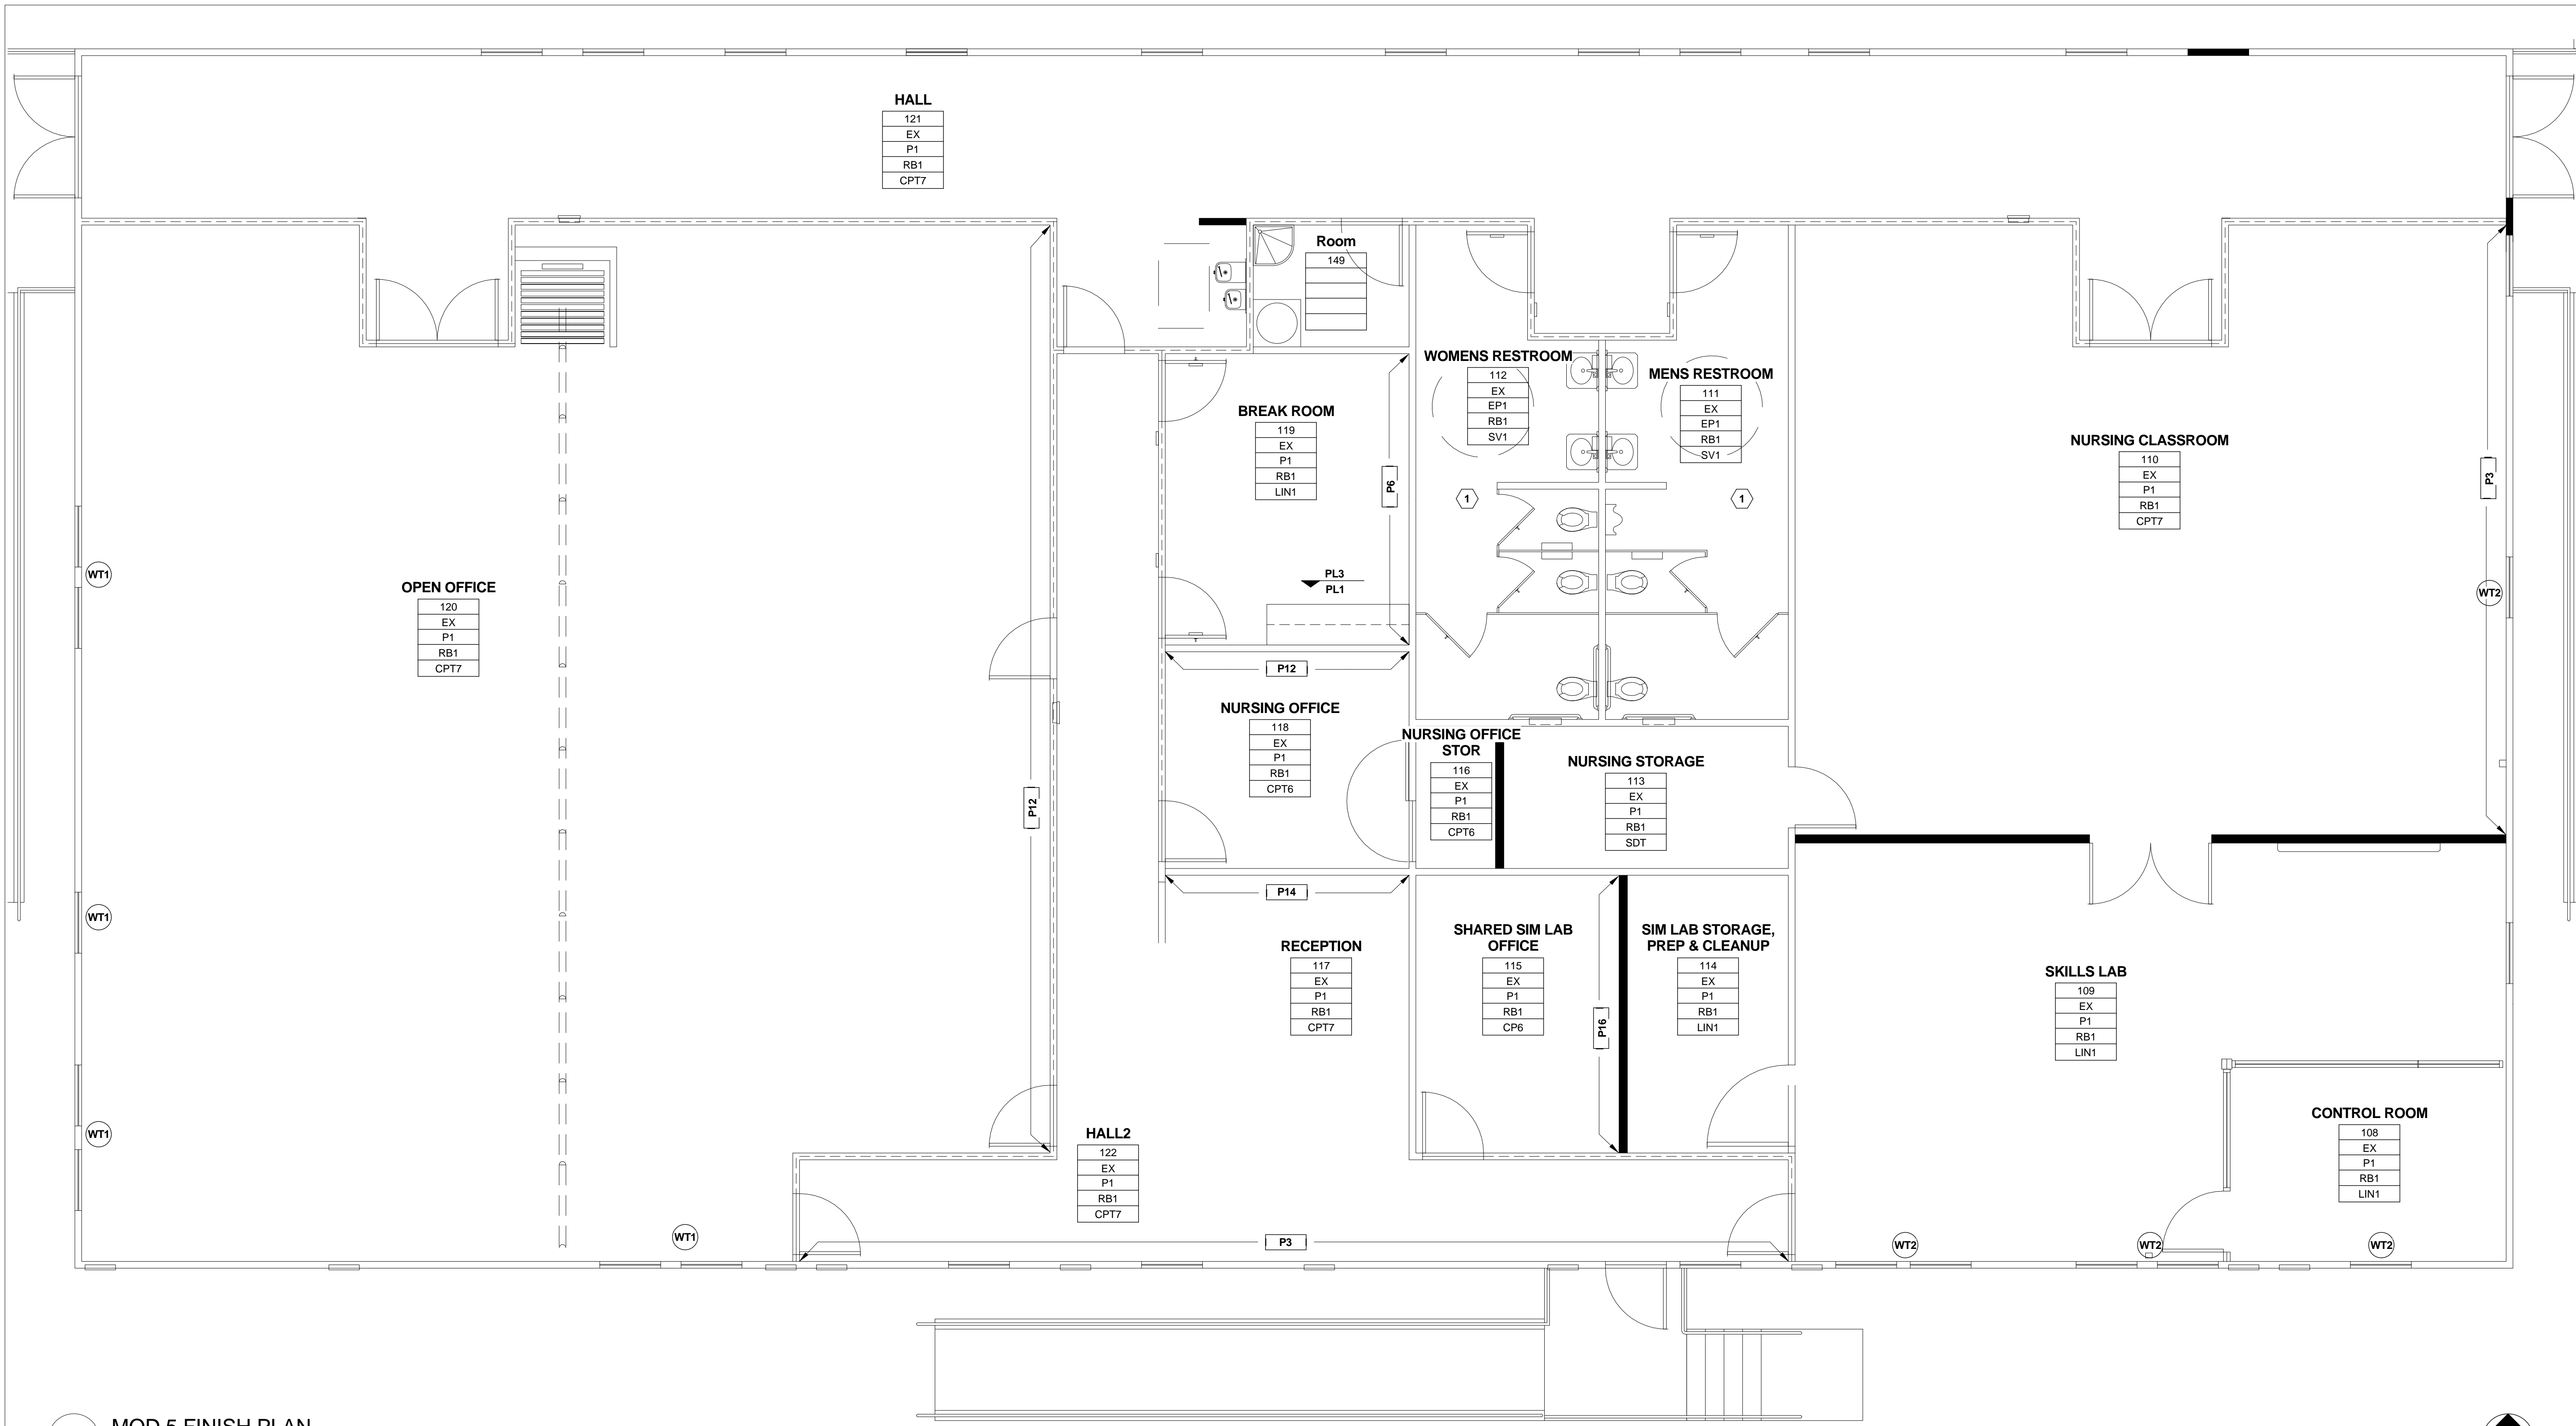 HALL
121
EX
P1
RB1
CPT7
Room
149
WOMENS RESTROOM
112
EX
EP1
RB1
SV1
MENS RESTROOM
111
EX
EP1
RB1
SV1
BREAK ROOM
119
EX
P1
RB1
LIN1
P6
1
1
NURSING CLASSROOM
110
EX
P1
RB1
CPT7
P3
WT2
PL3
PL1
WT1
OPEN OFFICE
120
EX
P1
RB1
CPT7
P12
P12
NURSING OFFICE
118
EX
P1
RB1
CPT6
NURSING OFFICE
STOR
116
EX
P1
RB1
CPT6
NURSING STORAGE
113
EX
P1
RB1
SDT
WT1
P14
RECEPTION
117
EX
P1
RB1
CPT7
SHARED SIM LAB
OFFICE
115
EX
P1
RB1
CP6
P16
SIM LAB STORAGE,
PREP & CLEANUP
114
EX
P1
RB1
LIN1
SKILLS LAB
109
EX
P1
RB1
LIN1
CONTROL ROOM
108
EX
P1
RB1
LIN1
WT1
HALL2
122
EX
P1
RB1
CPT7
WT1
P3
WT2
WT2
WT2
MOD 5 FINISH PLAN